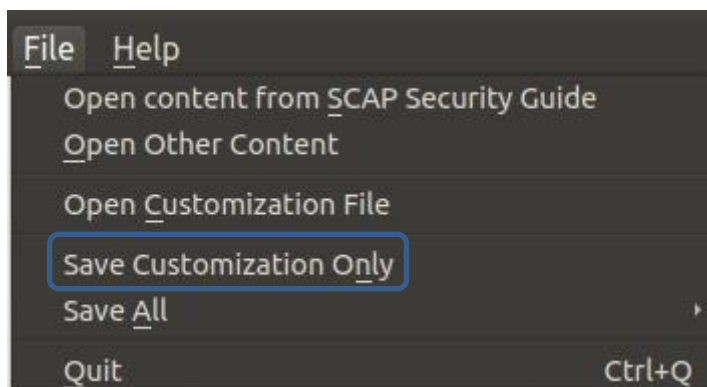 File Help
Open content from SCAP Security Guide
Open Other Content
Open Customization File
Save Customization Only
Save All
Quit Ctrl+Q